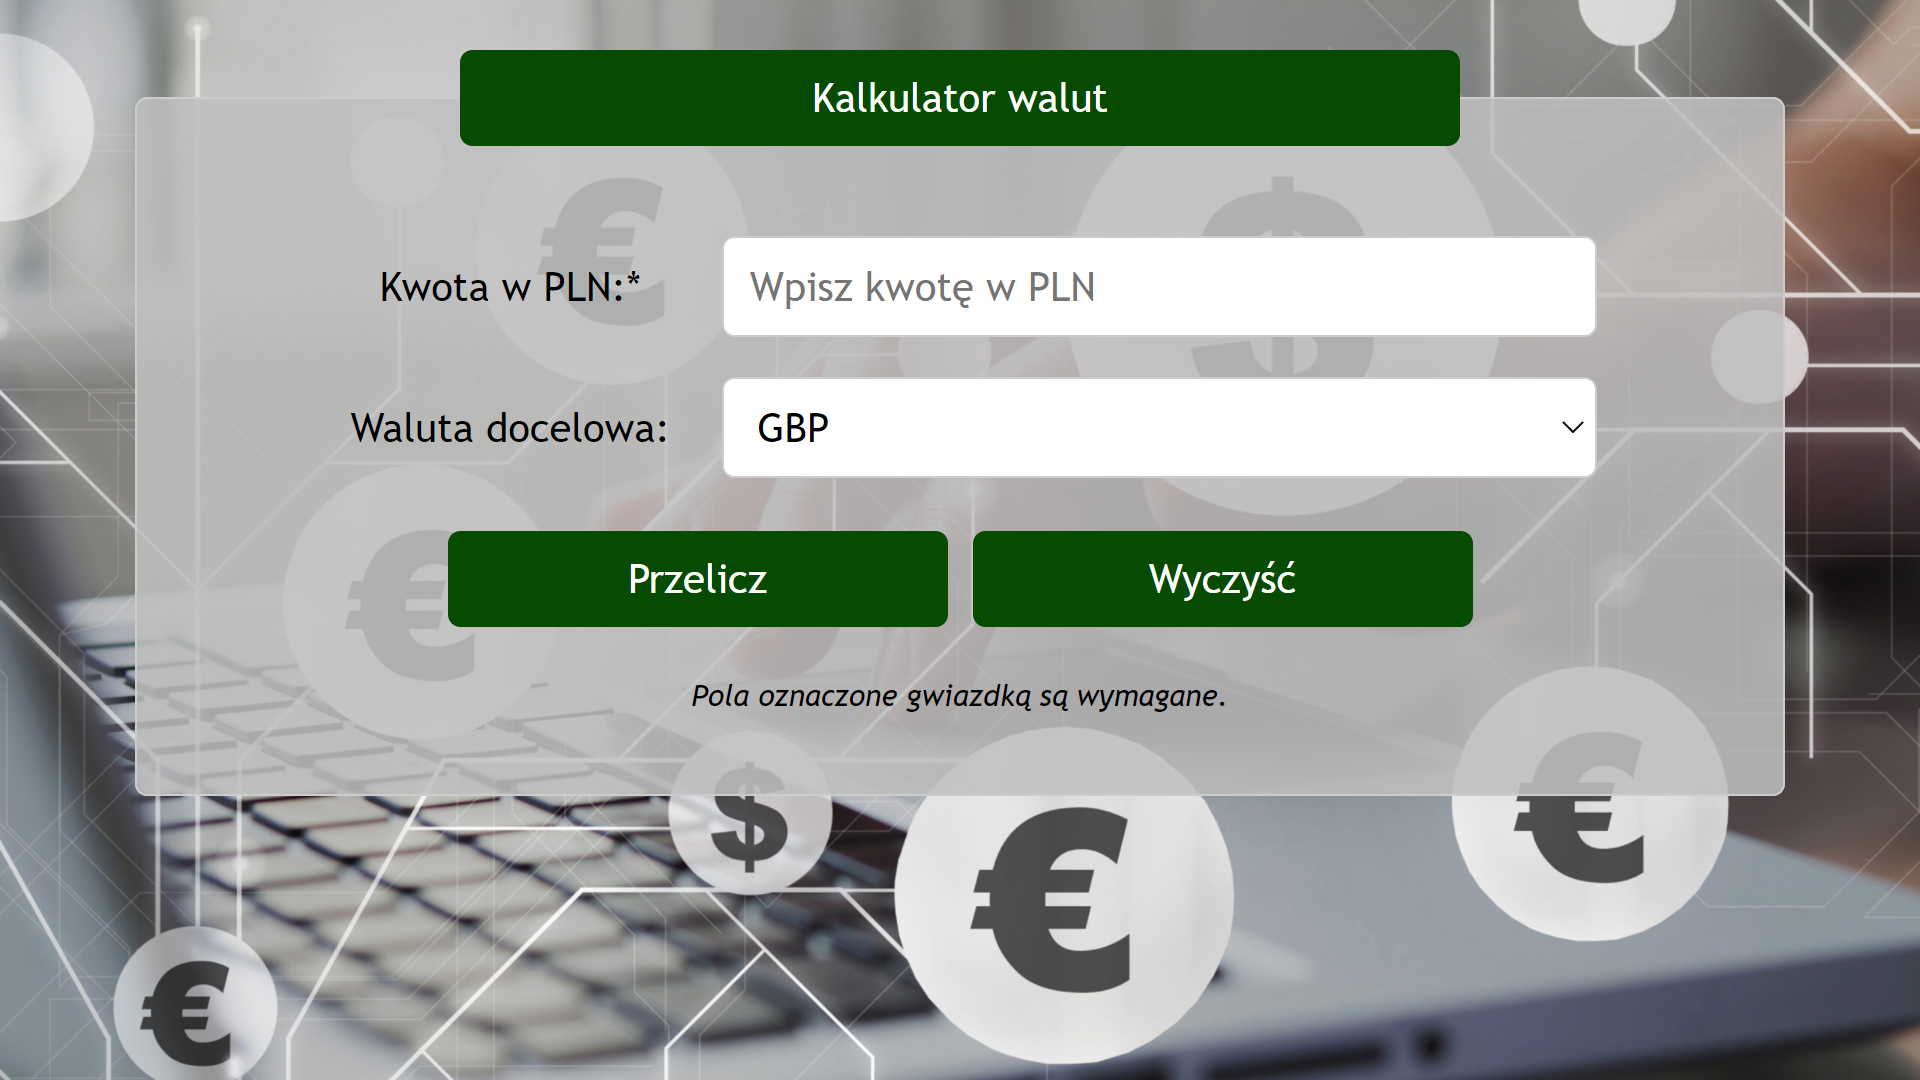 Kalkulator walut
Kwota w PLN:* Wpisz kwotę w PLN
Waluta docelowa: GBP
Przelicz Wyczyść
Pola oznaczone gwiazdką są wymagane.
€ $
€
$ € €
€